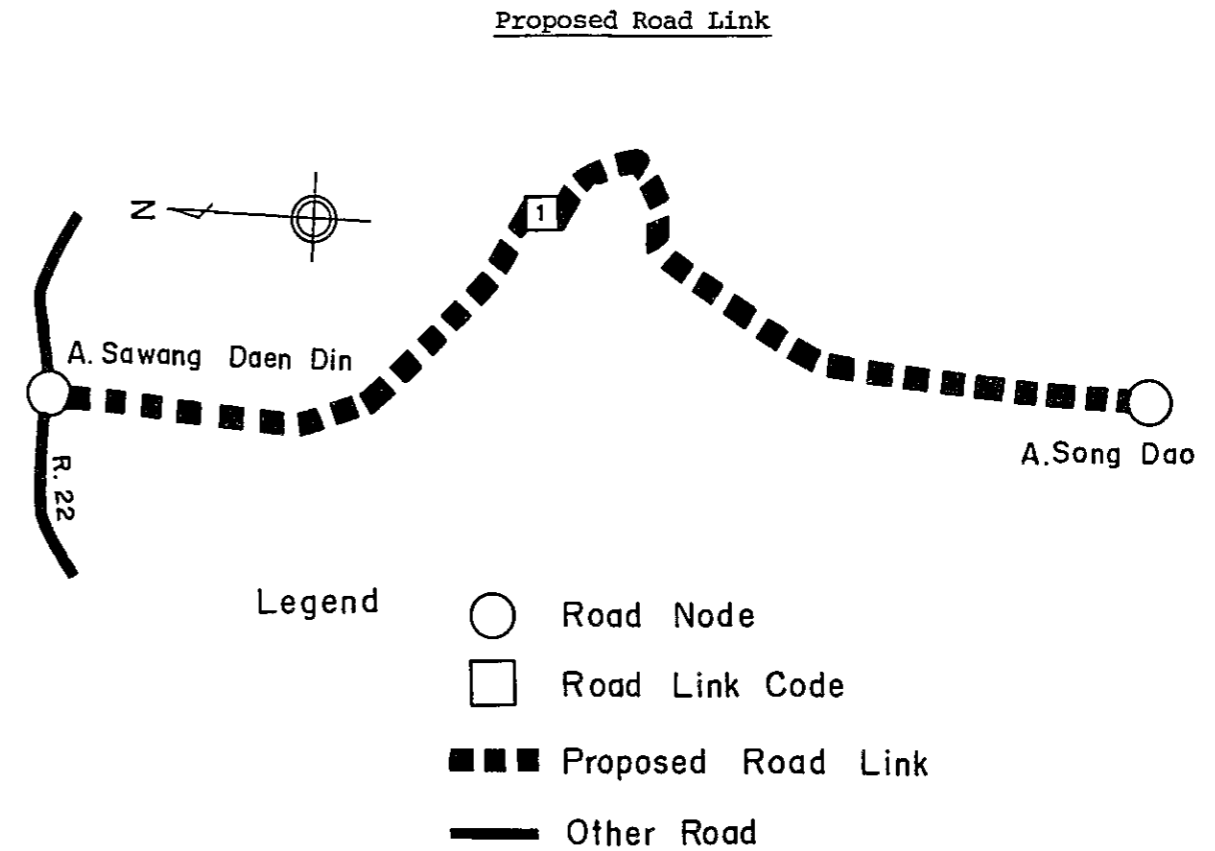 Proposed Road Link
N
1
A. Sawang Daen Din
R. 22
A. Song Dao
Legend
Road Node
Road Link Code
Proposed Road Link
Other Road